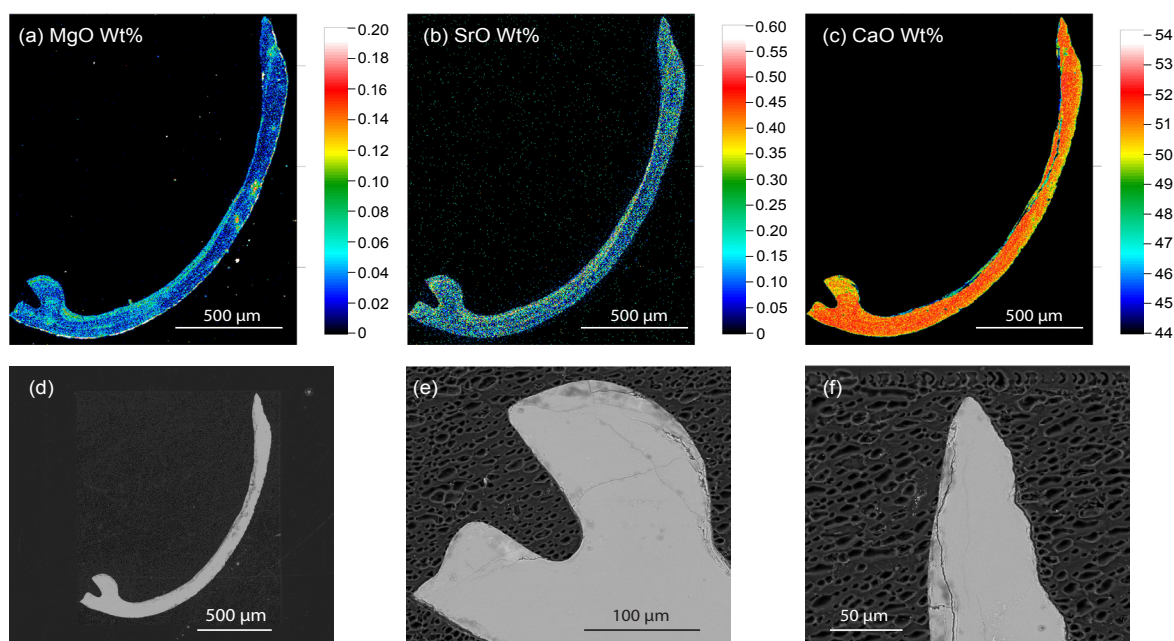 (a) MgO Wt%
0.20
0.18
0.16
0.14
0.12
0.10
0.08
0.06
0.04
0.02
0
500 μm
(b) SrO Wt%
0.60
0.55
0.50
0.45
0.40
0.35
0.30
0.25
0.20
0.15
0.10
0.05
0
500 μm
(c) CaO Wt%
54
53
52
51
50
49
48
47
46
45
44
500 μm
(d)
500 μm
(e)
100 μm
(f)
50 μm